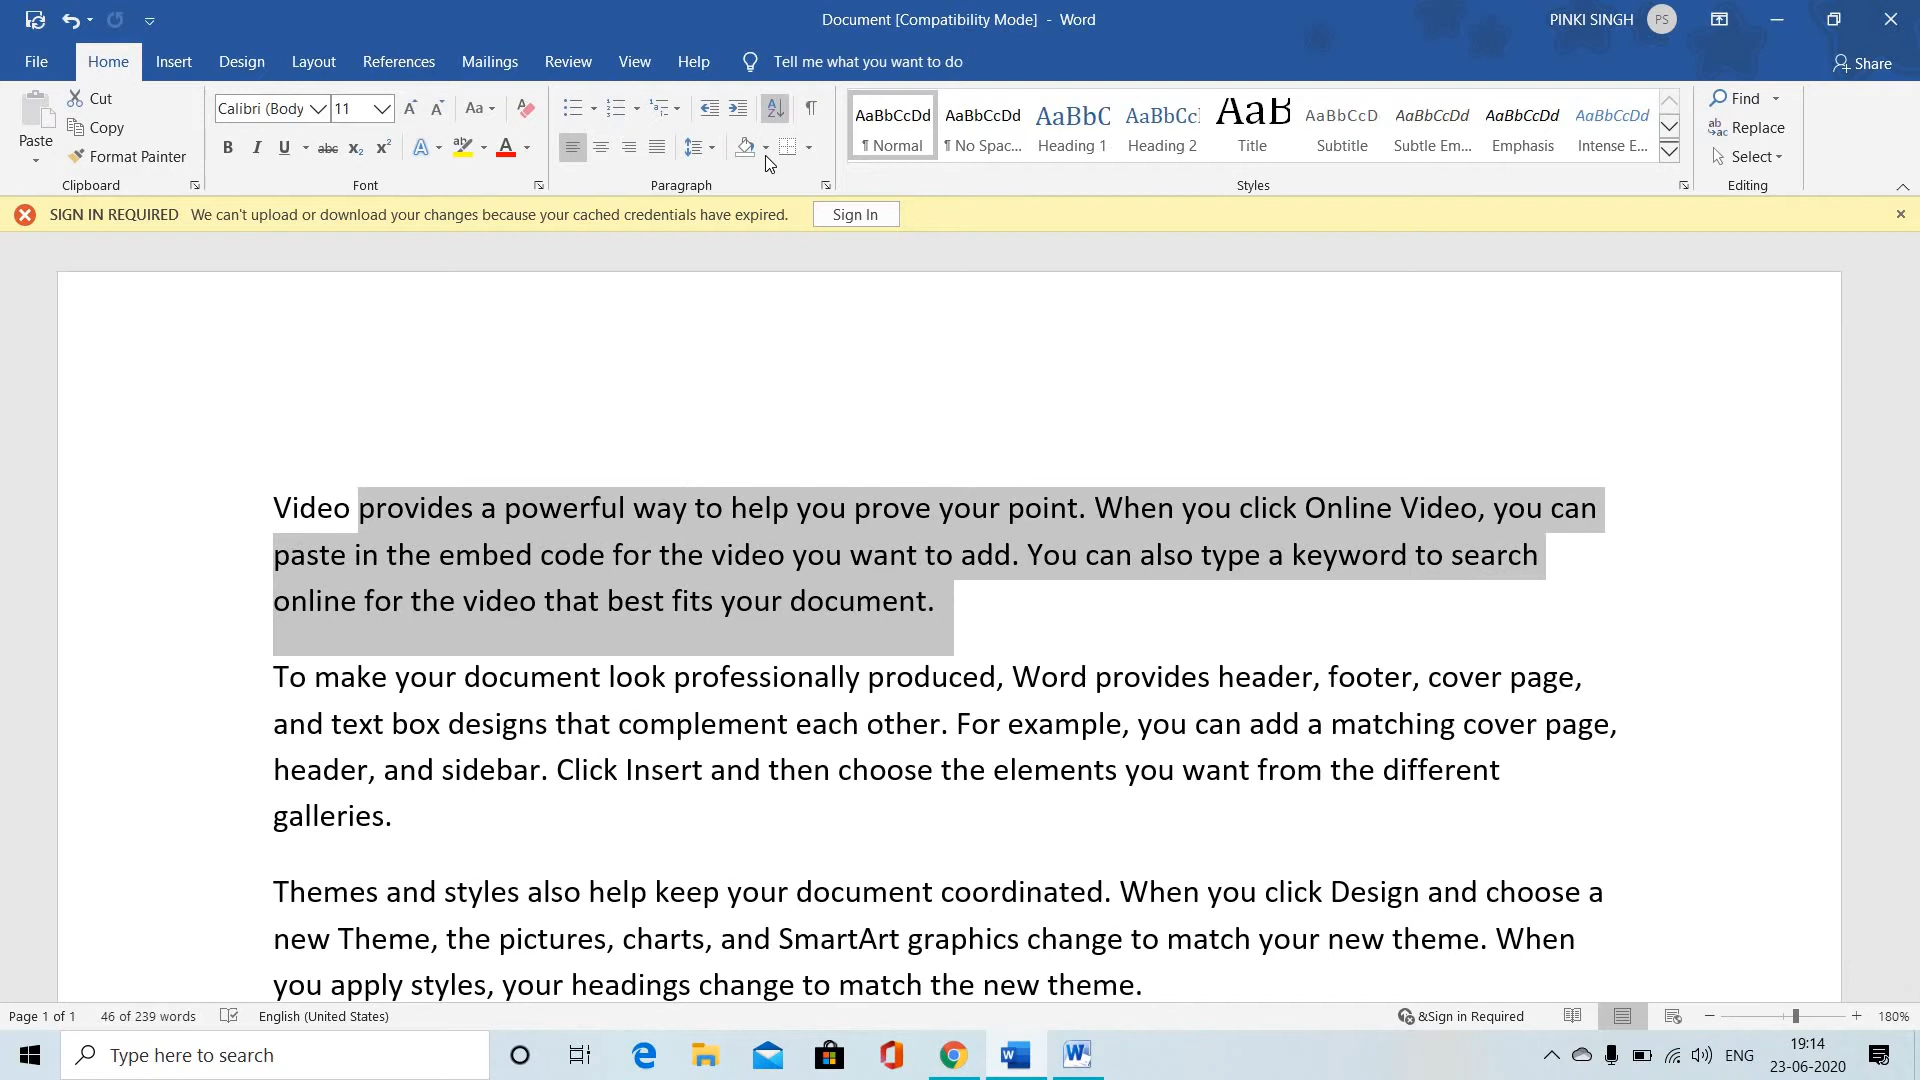 Document [Compatibility Mode] - Word
PINKI SINGH
PS
File Home Insert Design Layout References Mailings Review View Help Tell me what you want to do
Share
Paste
Cut
Copy
Format Painter
Clipboard
Calibri (Body 11
Aa
B I U abc x₂ x² A ab A
Font
A Z
Paragraph
AaBbCcDd AaBbCcDd AaBbC AaBbCcl AaB AaBbCcD AaBbCcDd AaBbCcDd AaBbCcDd
¶ Normal ¶ No Spac... Heading 1 Heading 2 Title Subtitle Subtle Em... Emphasis Intense E...
Styles
Find
Replace
Select
Editing
SIGN IN REQUIRED We can't upload or download your changes because your cached credentials have expired. Sign In
Video provides a powerful way to help you prove your point. When you click Online Video, you can
paste in the embed code for the video you want to add. You can also type a keyword to search
online for the video that best fits your document.
To make your document look professionally produced, Word provides header, footer, cover page,
and text box designs that complement each other. For example, you can add a matching cover page,
header, and sidebar. Click Insert and then choose the elements you want from the different
galleries.
Themes and styles also help keep your document coordinated. When you click Design and choose a
new Theme, the pictures, charts, and SmartArt graphics change to match your new theme. When
you apply styles, your headings change to match the new theme.
Page 1 of 1 46 of 239 words English (United States) &Sign in Required 180%
Type here to search
ENG
19:14
23-06-2020